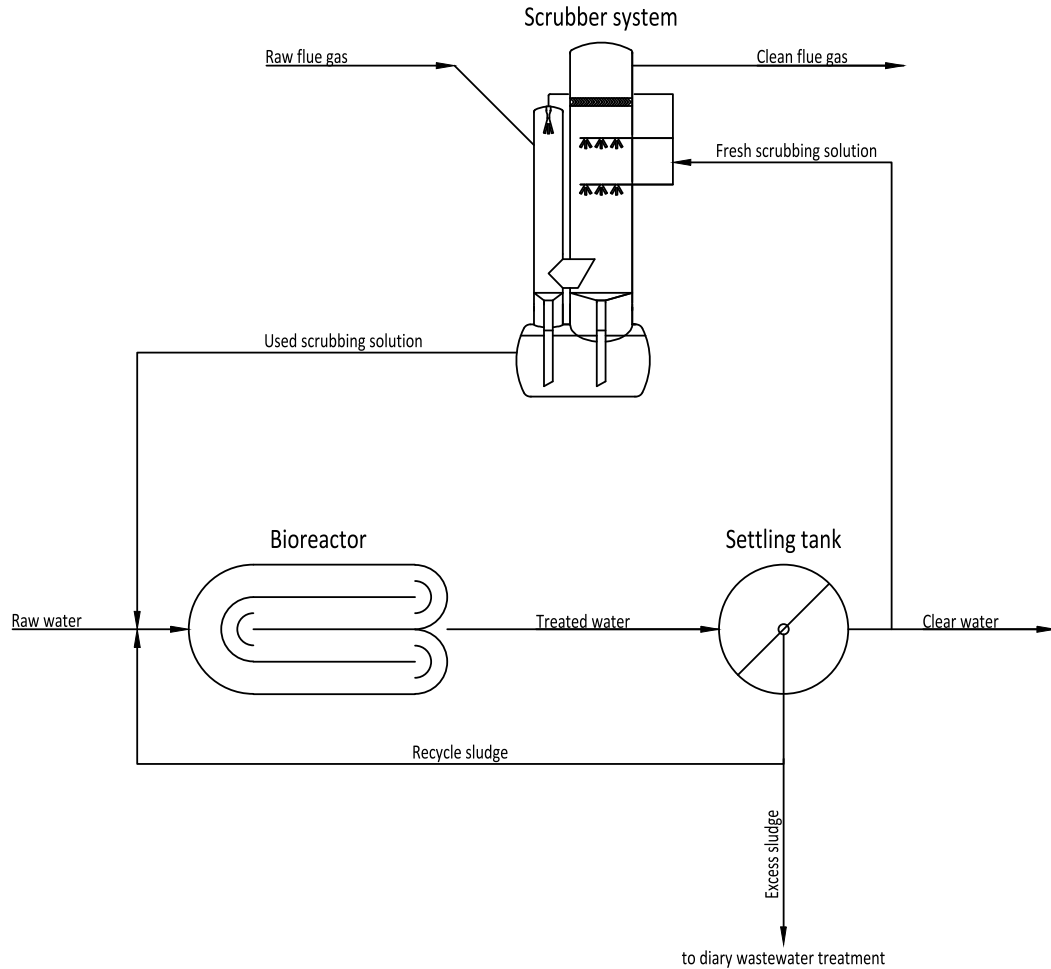 Scrubber system
Raw flue gas
Clean flue gas
Fresh scrubbing solution
Used scrubbing solution
Bioreactor
Settling tank
Raw water
Treated water
Clear water
Recycle sludge
Excess sludge
to diary wastewater treatment